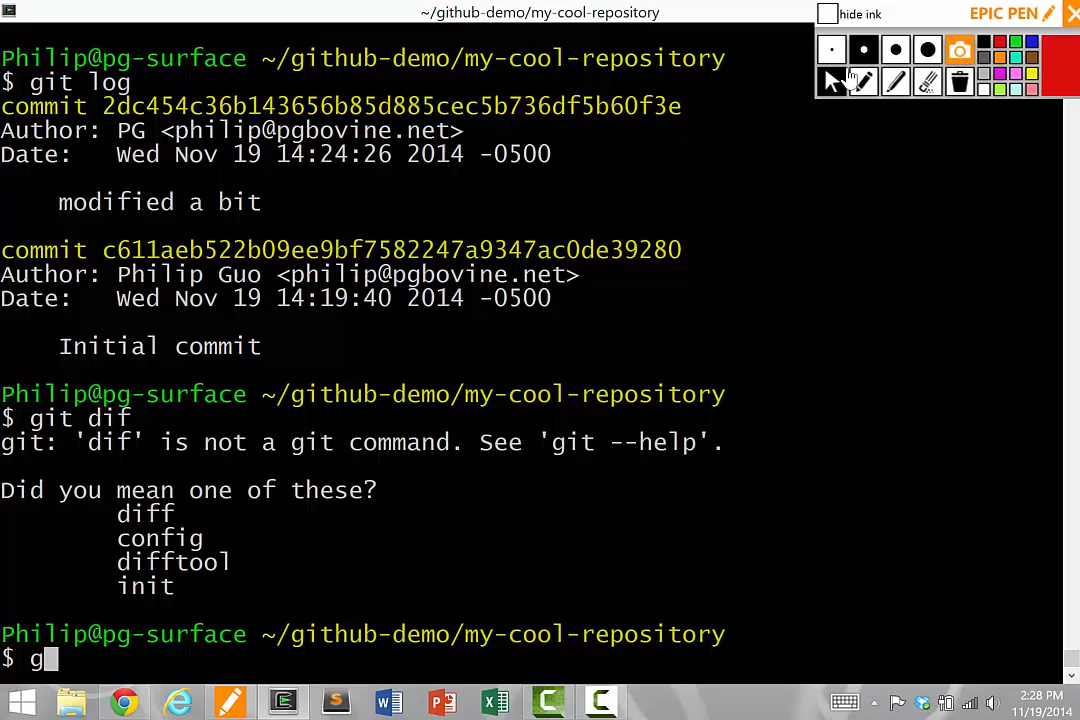 ~/github-demo/my-cool-repository
hide ink
EPIC PEN
Philip@pg-surface ~/github-demo/my-cool-repository
$ git log
commit 2dc454c36b143656b85d885cec5b736df5b60f3e
Author: PG <philip@pgbovine.net>
Date:   Wed Nov 19 14:24:26 2014 -0500
modified a bit
commit c611aeb522b09ee9bf7582247a9347ac0de39280
Author: Philip Guo <philip@pgbovine.net>
Date:   Wed Nov 19 14:19:40 2014 -0500
Initial commit
Philip@pg-surface ~/github-demo/my-cool-repository
$ git dif
git: 'dif' is not a git command. See 'git --help'.
Did you mean one of these?
diff
config
difftool
init
Philip@pg-surface ~/github-demo/my-cool-repository
$ g
2:28 PM
11/19/2014